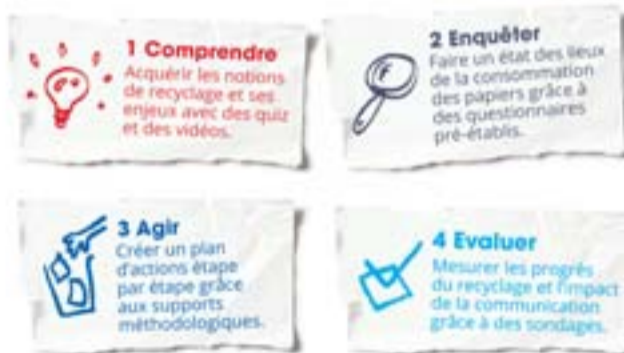 1 Comprendre
Acquérir les notions
de recyclage et ses
enjeux avec des quiz
et des vidéos.
2 Enquêter
Faire un état des lieux
de la consommation
des papiers grâce à
des questionnaires
pré-établis.
3 Agir
Créer un plan
d'actions étape
par étape grâce
aux supports
méthodologiques.
4 Evaluer
Mesurer les progrès
du recyclage et l'impact
de la communication
grâce à des sondages.